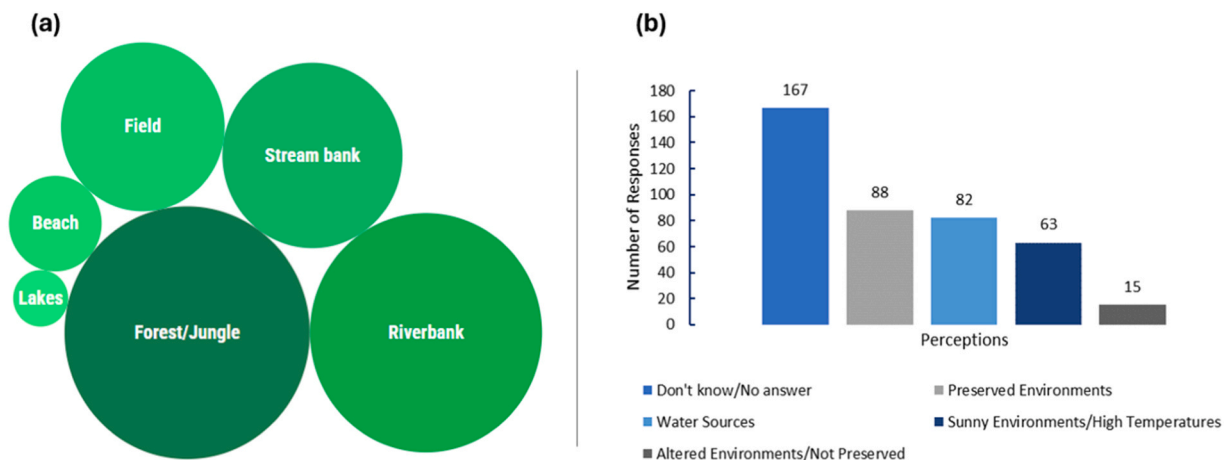 (a)
Field
Stream bank
Beach
Lakes
Forest/Jungle
Riverbank
(b)
Number of Responses
180
160
140
120
100
80
60
40
20
0
167
88
82
63
15
Perceptions
Don't know/No answer
Preserved Environments
Water Sources
Sunny Environments/High Temperatures
Altered Environments/Not Preserved